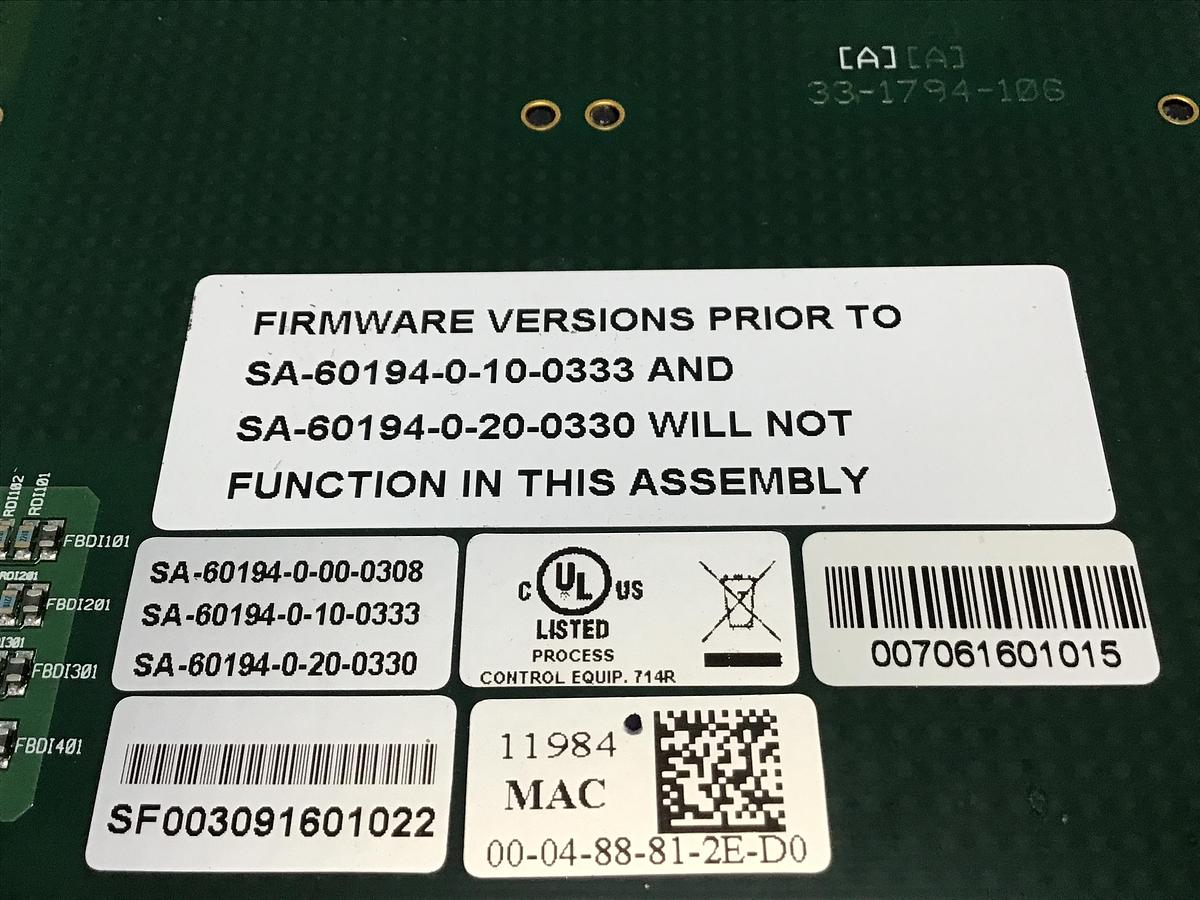 [A][A]
33-1794-106
FIRMWARE VERSIONS PRIOR TO
SA-60194-0-10-0333 AND
SA-60194-0-20-0330 WILL NOT
FUNCTION IN THIS ASSEMBLY
RDI102
RDI101
FBDI101
RDI201
FBDI201
FBDI301
FBDI401
SA-60194-0-00-0308
SA-60194-0-10-0333
SA-60194-0-20-0330
C UL US
LISTED
PROCESS
CONTROL EQUIP. 714R
007061601015
SF003091601022
11984
MAC
00-04-88-81-2E-D0